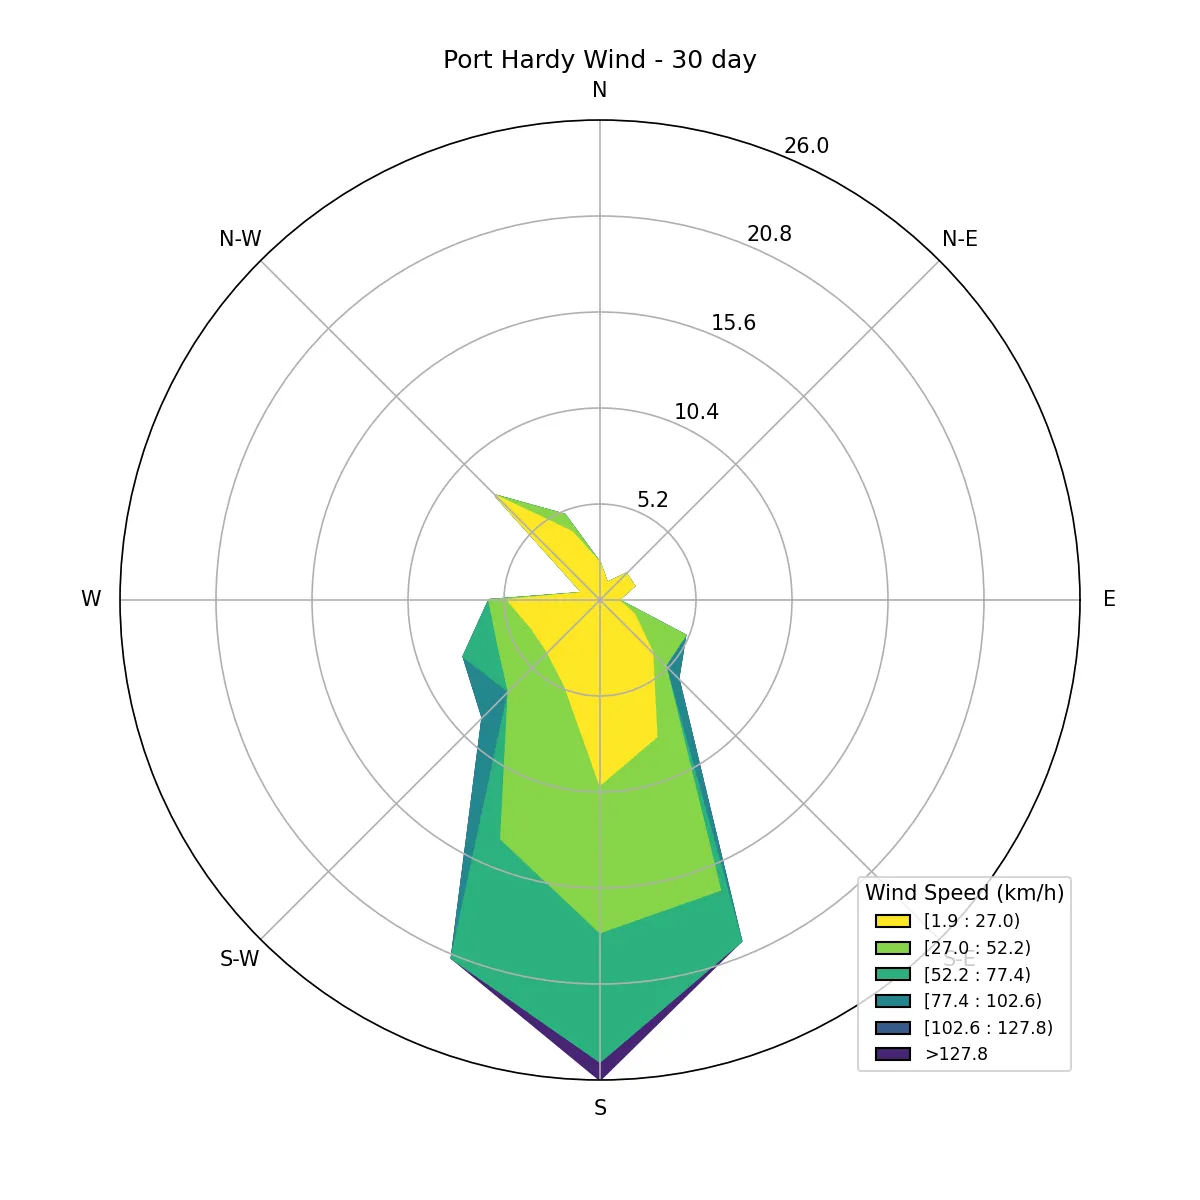 Port Hardy Wind - 30 day
N
26.0
N-W
20.8
N-E
15.6
10.4
5.2
W
E
Wind Speed (km/h)
[1.9 : 27.0)
[27.0 : 52.2)
S-W
S-E
[52.2 : 77.4)
[77.4 : 102.6)
[102.6 : 127.8)
>127.8
S